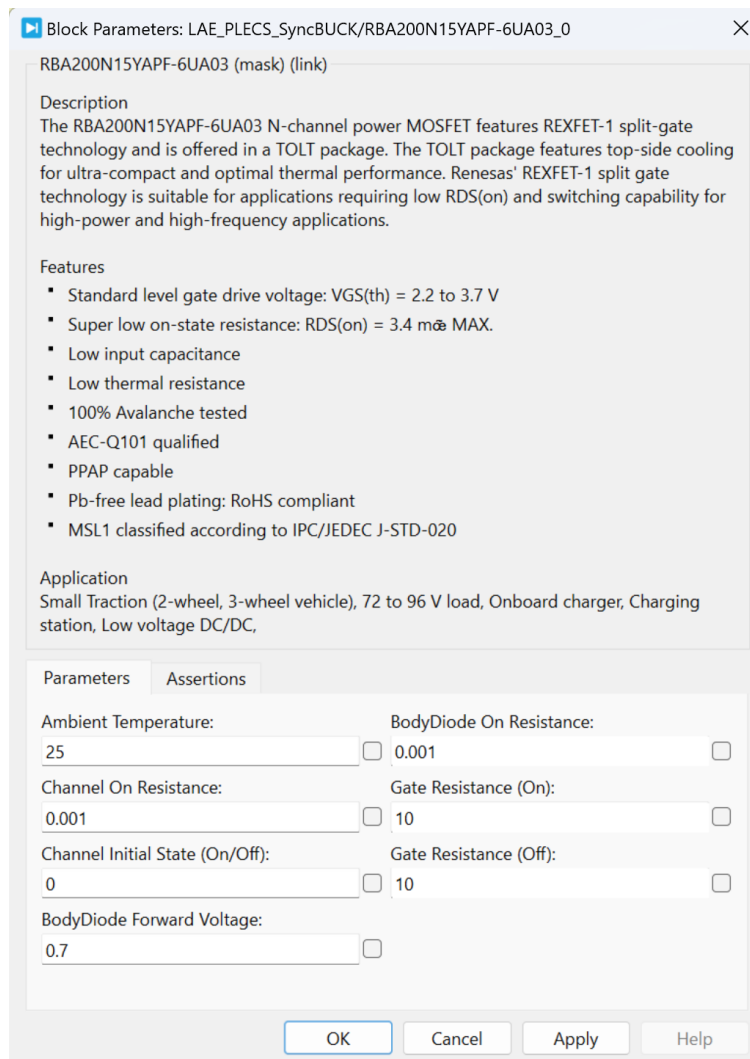 Block Parameters: LAE_PLECS_SyncBUCK/RBA200N15YAPF-6UA03_0
RBA200N15YAPF-6UA03 (mask) (link)
Description
The RBA200N15YAPF-6UA03 N-channel power MOSFET features REXFET-1 split-gate
technology and is offered in a TOLT package. The TOLT package features top-side cooling
for ultra-compact and optimal thermal performance. Renesas' REXFET-1 split gate
technology is suitable for applications requiring low RDS(on) and switching capability for
high-power and high-frequency applications.
Features
▪ Standard level gate drive voltage: VGS(th) = 2.2 to 3.7 V
▪ Super low on-state resistance: RDS(on) = 3.4 MAX.
▪ Low input capacitance
▪ Low thermal resistance
▪ 100% Avalanche tested
▪ AEC-Q101 qualified
▪ PPAP capable
▪ Pb-free lead plating: RoHS compliant
▪ MSL1 classified according to IPC/JEDEC J-STD-020
Application
Small Traction (2-wheel, 3-wheel vehicle), 72 to 96 V load, Onboard charger, Charging
station, Low voltage DC/DC,
Parameters Assertions
Ambient Temperature: BodyDiode On Resistance:
25 0.001
Channel On Resistance: Gate Resistance (On):
0.001 10
Channel Initial State (On/Off): Gate Resistance (Off):
0 10
BodyDiode Forward Voltage:
0.7
OK Cancel Apply Help